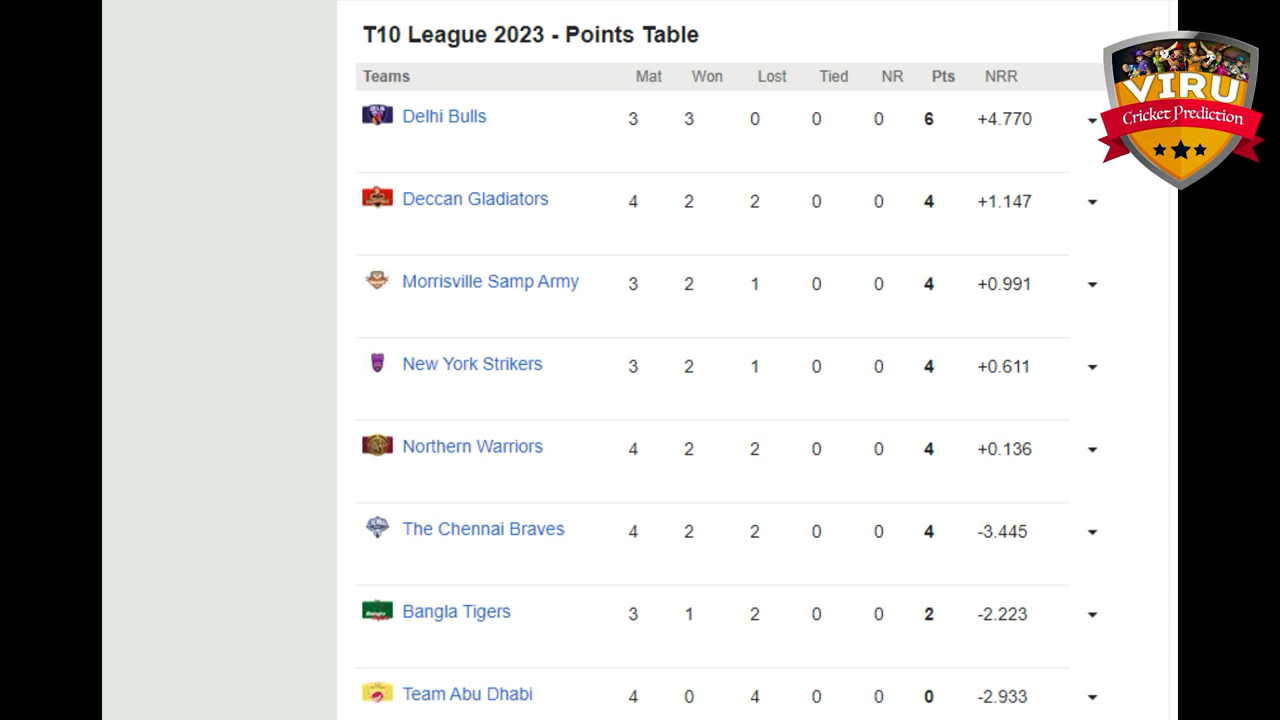 T10 League 2023 - Points Table
Teams Mat Won Lost Tied NR Pts NRR
Delhi Bulls 3 3 0 0 0 6 +4.770
Deccan Gladiators 4 2 2 0 0 4 +1.147
Morrisville Samp Army 3 2 1 0 0 4 +0.991
New York Strikers 3 2 1 0 0 4 +0.611
Northern Warriors 4 2 2 0 0 4 +0.136
The Chennai Braves 4 2 2 0 0 4 -3.445
Bangla Tigers 3 1 2 0 0 2 -2.223
Team Abu Dhabi 4 0 4 0 0 0 -2.933
VIRU
Cricket Prediction